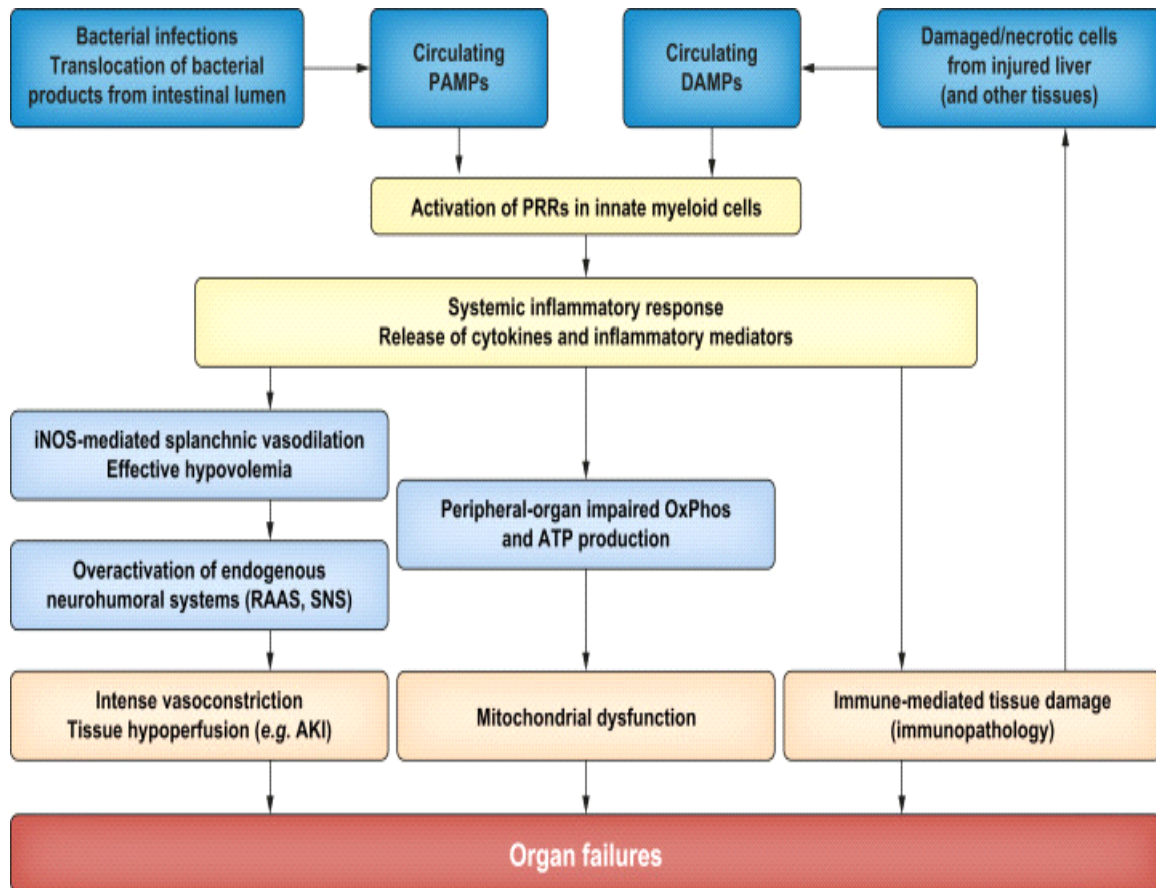 Bacterial infections
Translocation of bacterial
products from intestinal lumen
Circulating
PAMPs
Circulating
DAMPs
Damaged/necrotic cells
from injured liver
(and other tissues)
Activation of PRRs in innate myeloid cells
Systemic inflammatory response
Release of cytokines and inflammatory mediators
iNOS-mediated splanchnic vasodilation
Effective hypovolemia
Peripheral-organ impaired OxPhos
and ATP production
Overactivation of endogenous
neurohumoral systems (RAAS, SNS)
Intense vasoconstriction
Tissue hypoperfusion (e.g. AKI)
Mitochondrial dysfunction
Immune-mediated tissue damage
(immunopathology)
Organ failures